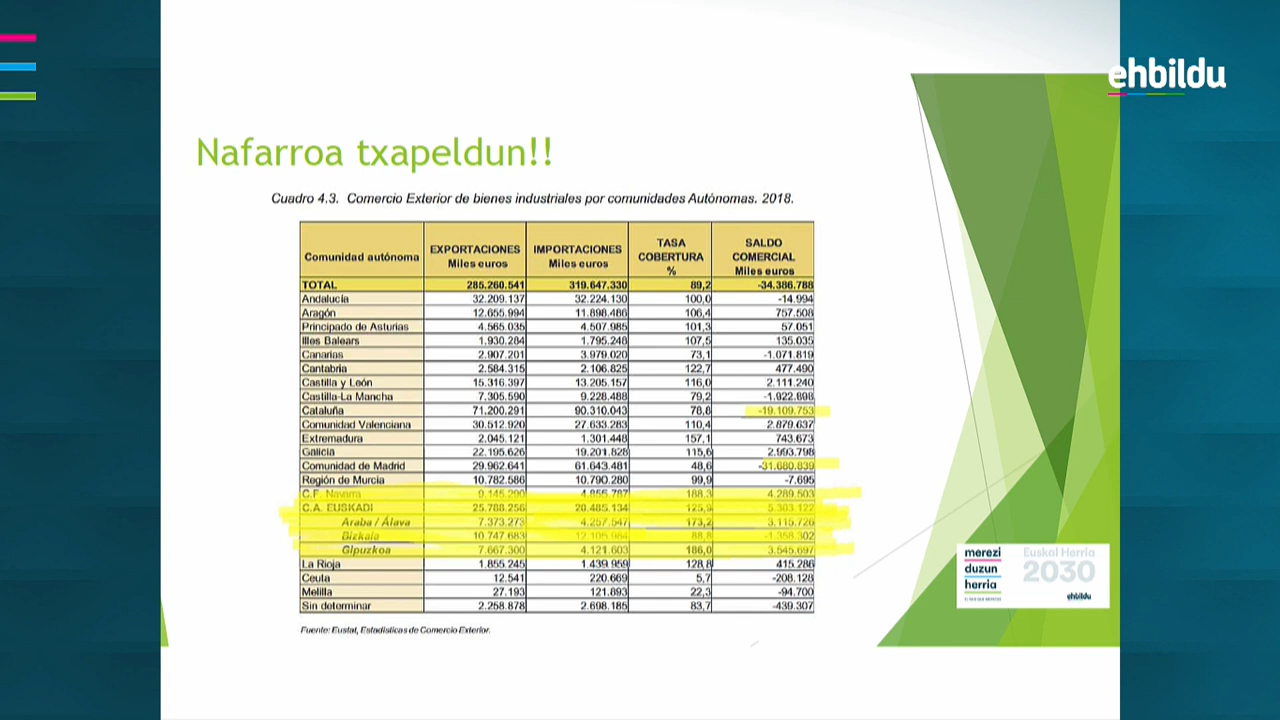 ehbildu
Nafarroa txapeldun!!
Cuadro 4.3. Comercio Exterior de bienes industriales por comunidades Autónomas. 2018.
Comunidad autónoma EXPORTACIONES Miles euros IMPORTACIONES Miles euros TASA COBERTURA % SALDO COMERCIAL Miles euros
TOTAL 285.260.541 319.647.330 89,2 -34.386.788
Andalucía 32.209.137 32.224.130 100,0 -14.994
Aragón 12.655.994 11.898.486 106,4 757.508
Principado de Asturias 4.565.035 4.507.985 101,3 57.051
Illes Balears 1.930.284 1.795.248 107,5 135.035
Canarias 2.907.201 3.979.020 73,1 -1.071.819
Cantabria 2.584.315 2.106.825 122,7 477.490
Castilla y León 15.316.397 13.205.157 116,0 2.111.240
Castilla-La Mancha 7.305.590 9.228.488 79,2 -1.922.898
Cataluña 71.200.291 90.310.043 78,8 -19.109.753
Comunidad Valenciana 30.512.920 27.633.283 110,4 2.879.637
Extremadura 2.045.121 1.301.448 157,1 743.673
Galicia 22.195.626 19.201.828 115,6 2.993.798
Comunidad de Madrid 29.962.641 61.643.481 48,6 -31.680.839
Región de Murcia 10.782.586 10.790.280 99,9 -7.695
C.F. Navarra 9.145.290 4.855.787 188,3 4.289.503
C.A. EUSKADI 25.788.256 20.485.134 125,9 5.303.122
Araba / Álava 7.373.273 4.257.547 173,2 3.115.726
Bizkaia 10.747.683 12.105.984 88,8 -1.358.302
Gipuzkoa 7.667.300 4.121.603 186,0 3.545.697
La Rioja 1.855.245 1.439.959 128,8 415.286
Ceuta 12.541 220.669 5,7 -208.128
Melilla 27.193 121.893 22,3 -94.700
Sin determinar 2.258.878 2.698.185 83,7 -439.307
Fuente: Eustat, Estadísticas de Comercio Exterior.
merezi
duzun
herria
Euskal Herria
2030
ehbildu